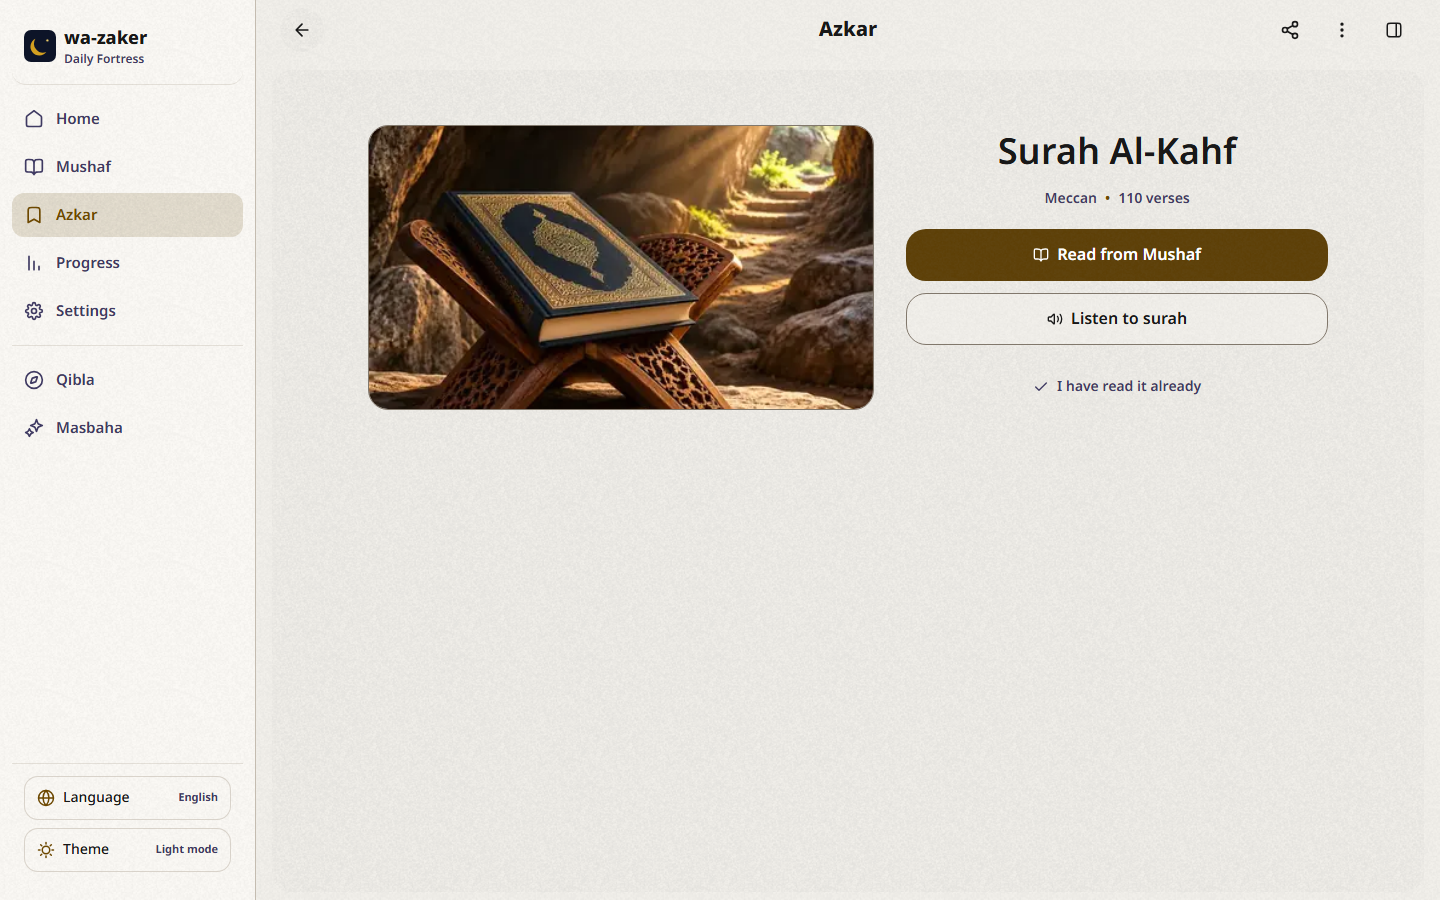 wa-zaker
Daily Fortress
Home
Mushaf
Azkar
Progress
Settings
Qibla
Masbaha
Language English
Theme Light mode
Azkar
Surah Al-Kahf
Meccan • 110 verses
Read from Mushaf
Listen to surah
I have read it already